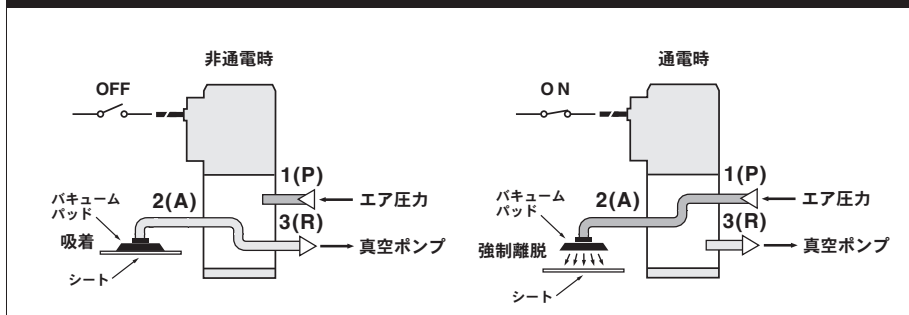 非通電時
OFF
1(P)
エア圧力
バキューム
パッド
2(A)
3(R)
吸着
真空ポンプ
シート
通電時
ON
1(P)
エア圧力
バキューム
パッド
2(A)
3(R)
強制離脱
真空ポンプ
シート